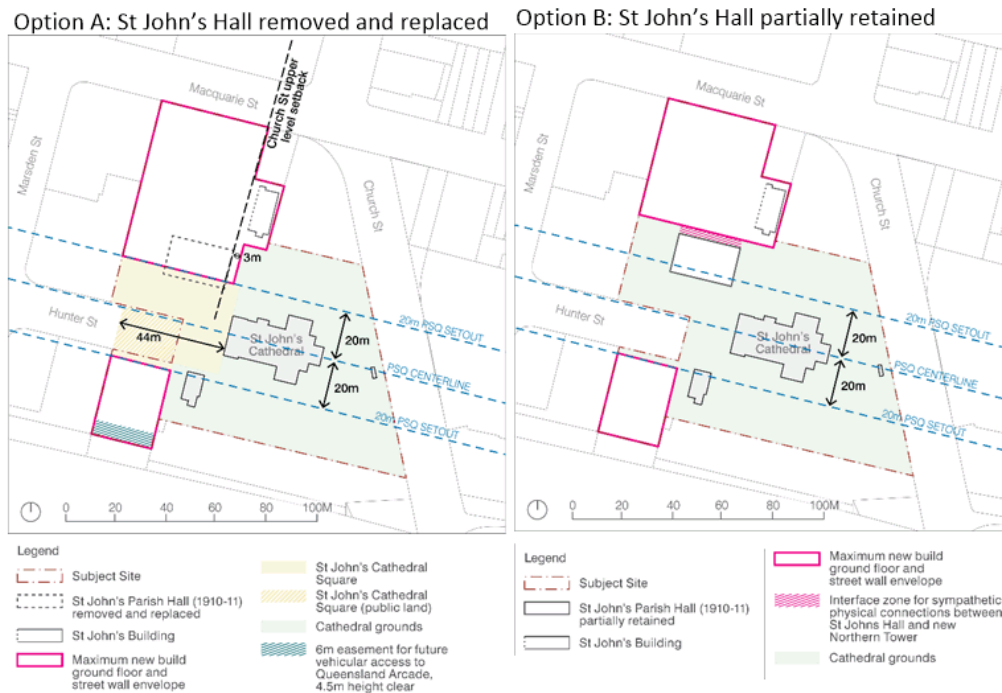 Option A: St John's Hall removed and replaced
Macquarie St
Church St upper
level setback
Marsden St
Church St
3m
Hunter St
44m
St John's
Cathedral
20m
20m
20m PSQ SETOUT
PSQ CENTERLINE
20m PSQ SETOUT
0
20
40
60
80
100M
Legend
Subject Site
St John's Parish Hall (1910-11)
removed and replaced
St John's Building
Maximum new build
ground floor and
street wall envelope
St John's Cathedral
Square
St John's Cathedral
Square (public land)
Cathedral grounds
6m easement for future
vehicular access to
Queensland Arcade,
4.5m height clear
Option B: St John's Hall partially retained
Macquarie St
Marsden St
Church St
Hunter St
St John's
Cathedral
20m
20m
20m PSQ SETOUT
PSQ CENTERLINE
20m PSQ SETOUT
0
20
40
60
80
100M
Legend
Subject Site
St John's Parish Hall (1910-11)
partially retained
St John's Building
Maximum new build
ground floor and
street wall envelope
Interface zone for sympathetic
physical connections between
St Johns Hall and new
Northern Tower
Cathedral grounds